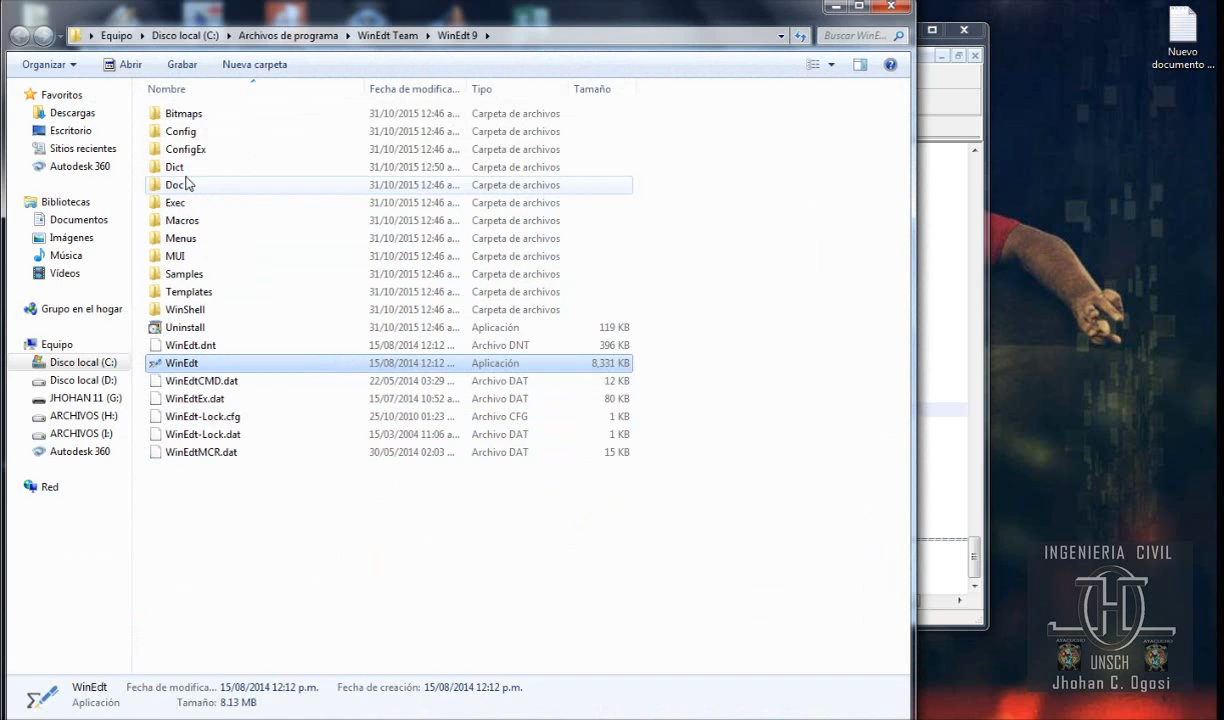 Equipo Disco local (C:) Archivos de programa WinEdt Team WinEdt 9 Buscar WinE...
Organizar Abrir Grabar Nueva carpeta
Nombre Fecha de modifica... Tipo Tamaño
Bitmaps 31/10/2015 12:46 a... Carpeta de archivos
Config 31/10/2015 12:46 a... Carpeta de archivos
ConfigEx 31/10/2015 12:46 a... Carpeta de archivos
Dict 31/10/2015 12:50 a... Carpeta de archivos
Doc 31/10/2015 12:46 a... Carpeta de archivos
Exec 31/10/2015 12:46 a... Carpeta de archivos
Macros 31/10/2015 12:46 a... Carpeta de archivos
Menus 31/10/2015 12:46 a... Carpeta de archivos
MUI 31/10/2015 12:46 a... Carpeta de archivos
Samples 31/10/2015 12:46 a... Carpeta de archivos
Templates 31/10/2015 12:46 a... Carpeta de archivos
WinShell 31/10/2015 12:46 a... Carpeta de archivos
Uninstall 31/10/2015 12:46 a... Aplicación 119 KB
WinEdt.dnt 15/08/2014 12:12 ... Archivo DNT 396 KB
WinEdt 15/08/2014 12:12 ... Aplicación 8,331 KB
WinEdtCMD.dat 22/05/2014 03:29 ... Archivo DAT 12 KB
WinEdtEx.dat 15/07/2014 10:52 a... Archivo DAT 80 KB
WinEdt-Lock.cfg 25/10/2010 01:23 ... Archivo CFG 1 KB
WinEdt-Lock.dat 15/03/2004 11:06 a... Archivo DAT 1 KB
WinEdtMCR.dat 30/05/2014 02:03 ... Archivo DAT 15 KB
Favoritos
Descargas
Escritorio
Sitios recientes
Autodesk 360
Bibliotecas
Documentos
Imágenes
Música
Vídeos
Grupo en el hogar
Equipo
Disco local (C:)
Disco local (D:)
JHOHAN 11 (G:)
ARCHIVOS (H:)
ARCHIVOS (I:)
Autodesk 360
Red
WinEdt Fecha de modifica... 15/08/2014 12:12 p.m. Fecha de creación: 15/08/2014 12:12 p.m.
Aplicación Tamaño: 8.13 MB
Nuevo
documento ...
INGENIERIA CIVIL
AYACUCHO
UNSCH
AYACUCHO
Jhohan C. Ogosi